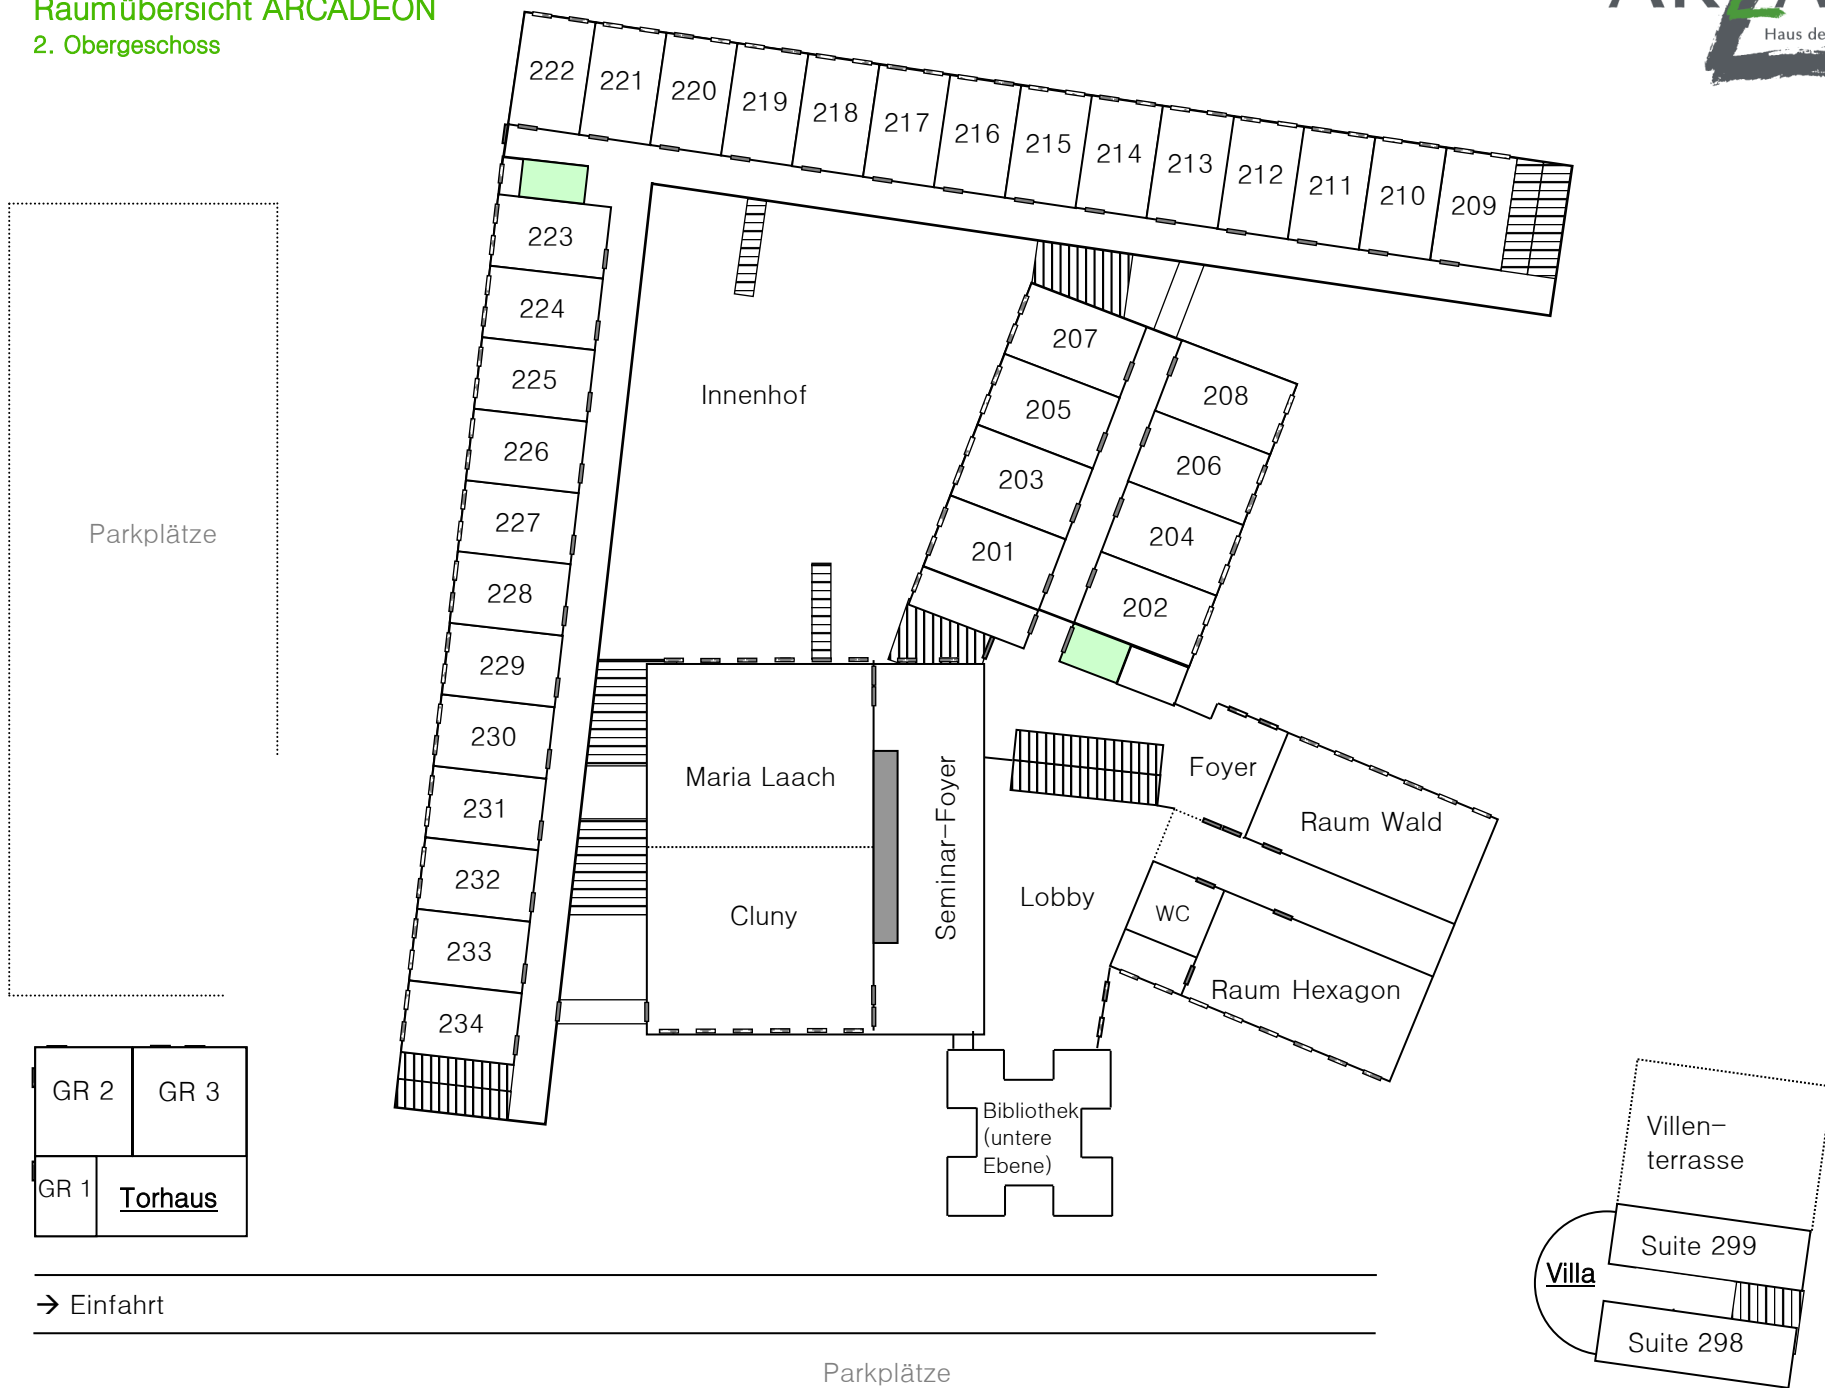 Raumübersicht ARCADEON
2. Obergeschoss
Haus de
222
221
220
219
218
217
216
215
214
213
212
211
210
209
223
224
225
226
227
228
229
230
231
232
233
234
Innenhof
207
205
203
201
208
206
204
202
Parkplätze
Maria Laach
Cluny
Seminar-Foyer
Lobby
Foyer
Raum Wald
WC
Raum Hexagon
Bibliothek
(untere
Ebene)
GR 2
GR 3
GR 1
Torhaus
Villen-
terrasse
Suite 299
Villa
Suite 298
→ Einfahrt
Parkplätze